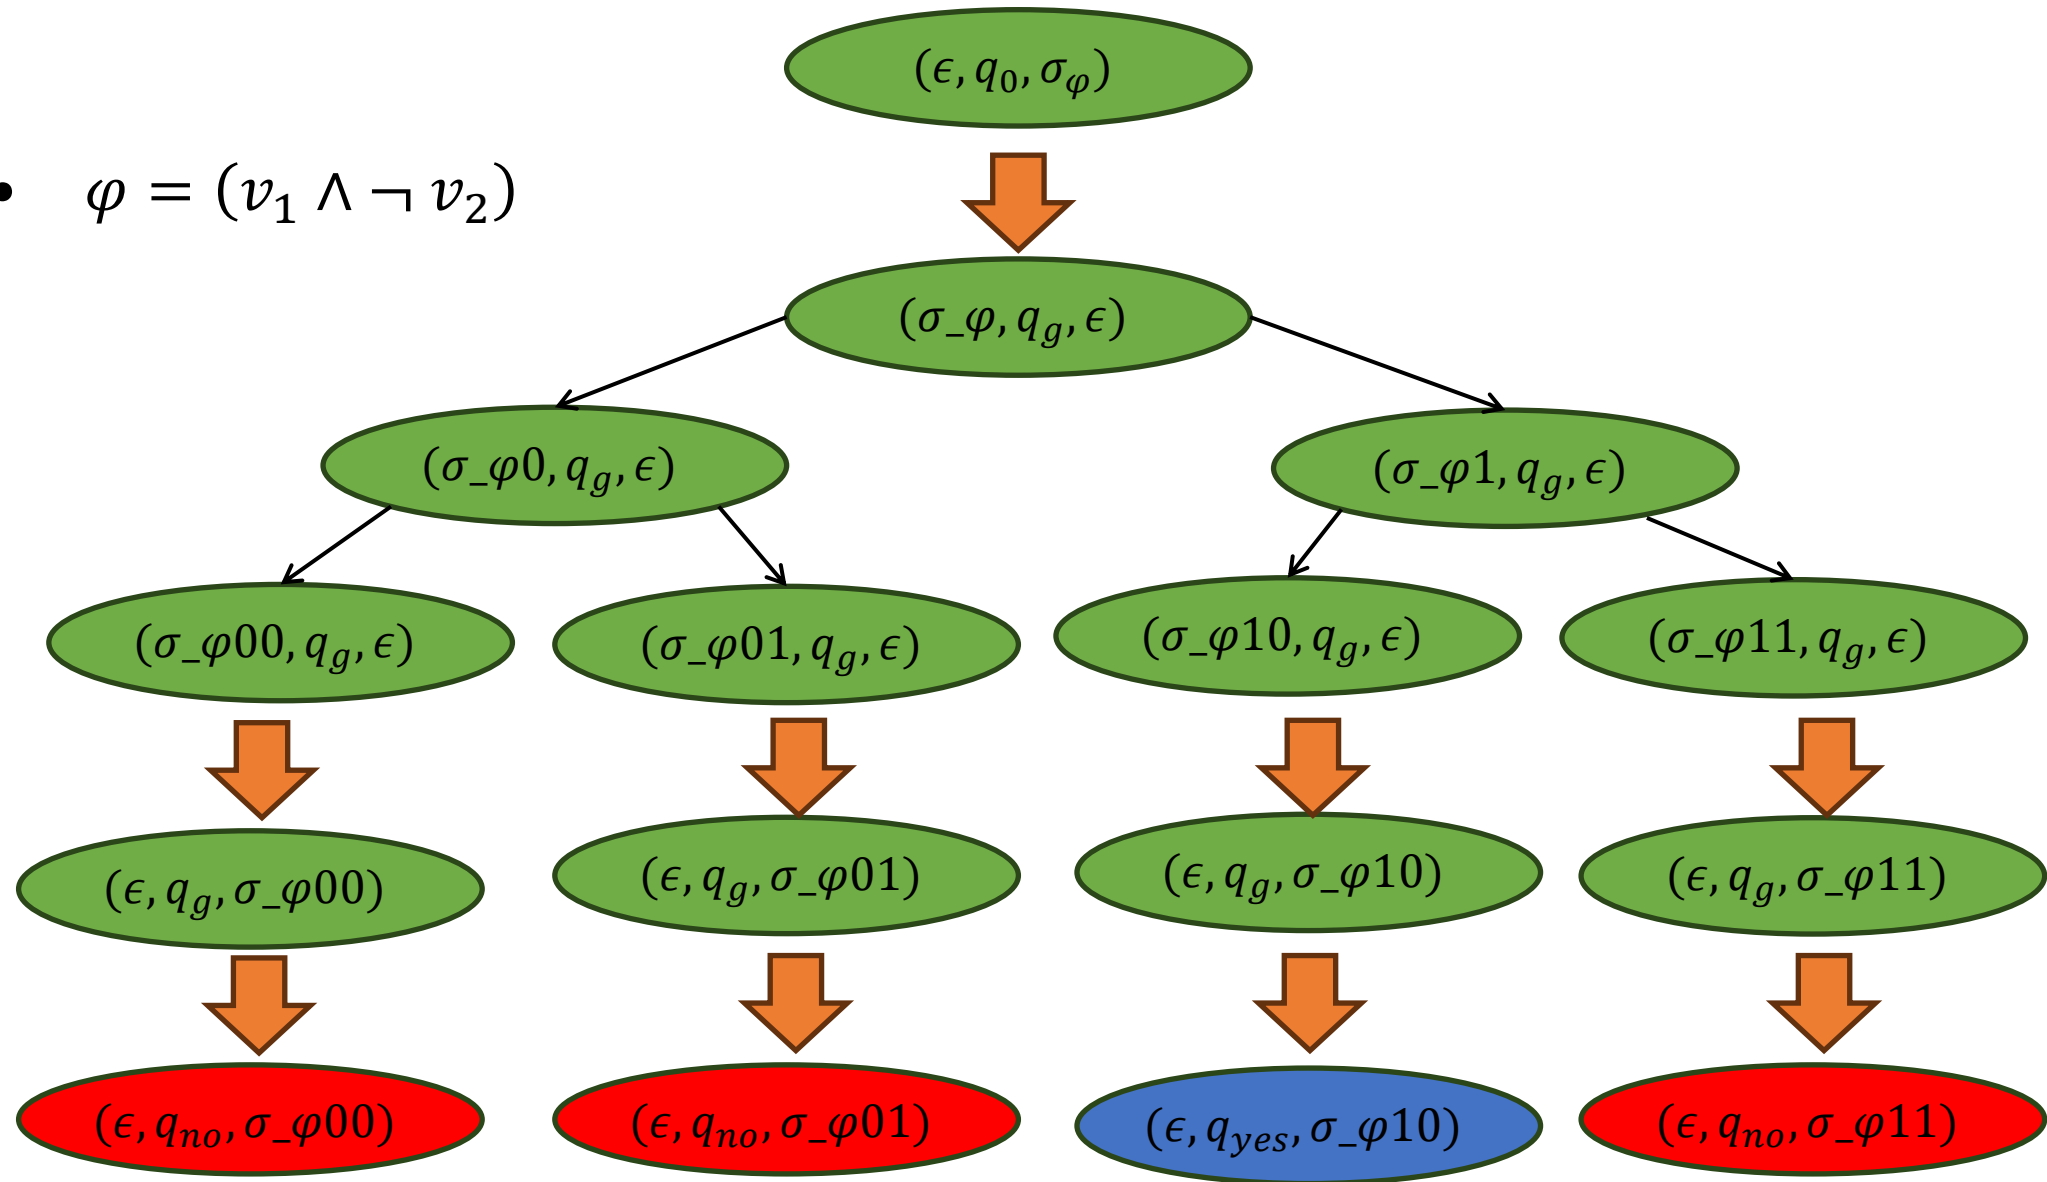 (ϵ, q₀, σ_φ)
• φ = (v₁ ∧ ¬ v₂)
(σ_φ, q_g, ϵ)
(σ_φ0, q_g, ϵ)
(σ_φ1, q_g, ϵ)
(σ_φ00, q_g, ϵ)
(σ_φ01, q_g, ϵ)
(σ_φ10, q_g, ϵ)
(σ_φ11, q_g, ϵ)
(ϵ, q_g, σ_φ00)
(ϵ, q_g, σ_φ01)
(ϵ, q_g, σ_φ10)
(ϵ, q_g, σ_φ11)
(ϵ, q_no, σ_φ00)
(ϵ, q_no, σ_φ01)
(ϵ, q_yes, σ_φ10)
(ϵ, q_no, σ_φ11)